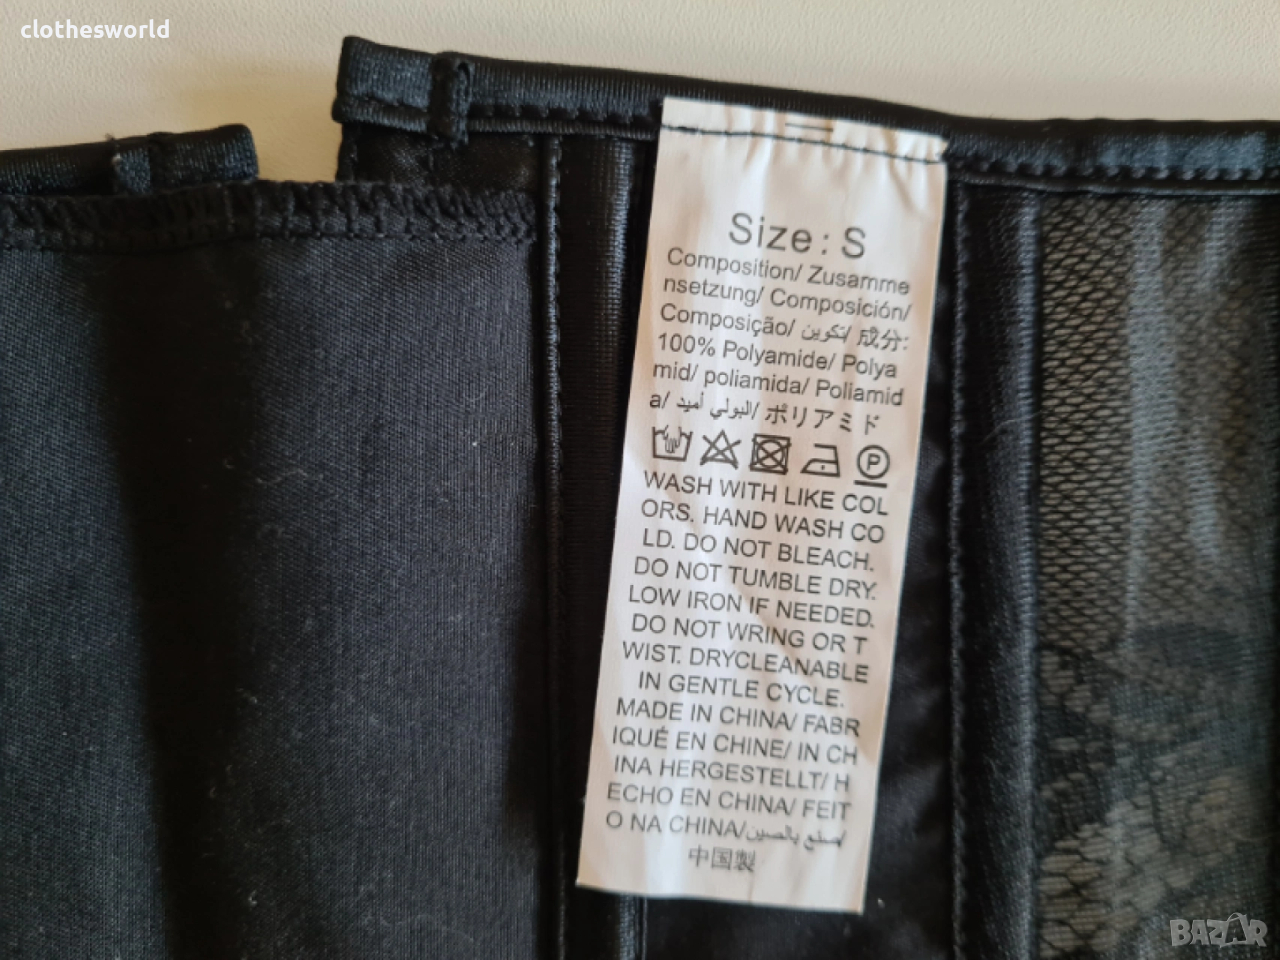 clothesworld
Size: S
Composition/ Zusamme
nsetzung/ Composición/
Composição/ تكوين/ 成分:
100% Polyamide/ Polya
mid/ poliamida/ Poliamid
a/ البولي أميد/ ポリアミド
P
WASH WITH LIKE COL
ORS. HAND WASH CO
LD. DO NOT BLEACH.
DO NOT TUMBLE DRY.
LOW IRON IF NEEDED.
DO NOT WRING OR T
WIST. DRYCLEANABLE
IN GENTLE CYCLE.
MADE IN CHINA/ FABR
IQUÉ EN CHINE/ IN CH
INA HERGESTELLT/ H
ECHO EN CHINA/ FEIT
O NA CHINA/صنع بالصين/
中国製
BAZAR